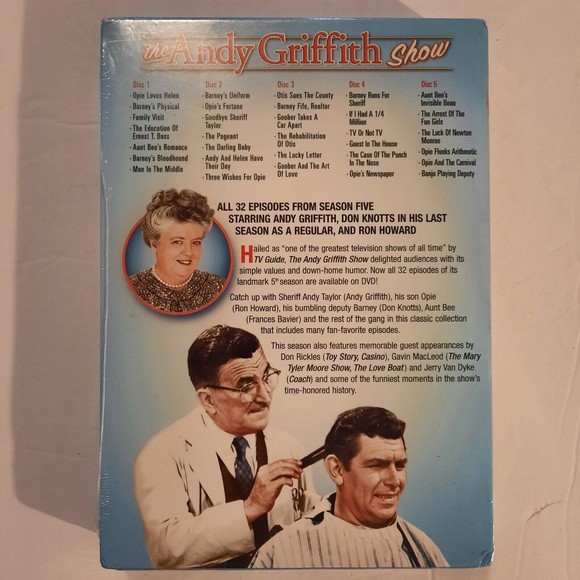 the Andy Griffith Show
Disc 1
• Opie Loves Helen
• Barney's Physical
• Family Visit
• The Education Of
Ernest T. Bass
• Aunt Bee's Romance
• Barney's Bloodhound
• Man In The Middle
Disc 2
• Barney's Uniform
• Opie's Fortune
• Goodbye Sheriff
Taylor
• The Pageant
• The Darling Baby
• Andy And Helen Have
Their Day
• Three Wishes For Opie
Disc 3
• Otis Sues The County
• Barney Fife, Realtor
• Goober Takes A
Car Apart
• The Rehabilitation
Of Otis
• The Lucky Letter
• Goober And The Art
Of Love
Disc 4
• Barney Runs For
Sheriff
• If I Had A 1/4
Million
• TV Or Not TV
• Guest In The House
• The Case Of The Punch
In The Nose
• Opie's Newspaper
Disc 5
• Aunt Bee's
Invisible Beau
• The Arrest Of The
Fun Girls
• The Luck Of Newton
Monroe
• Opie Flunks Arithmetic
• Opie And The Carnival
• Banjo Playing Deputy
ALL 32 EPISODES FROM SEASON FIVE
STARRING ANDY GRIFFITH, DON KNOTTS IN HIS LAST
SEASON AS A REGULAR, AND RON HOWARD
Hailed as "one of the greatest television shows of all time" by
TV Guide, The Andy Griffith Show delighted audiences with its
simple values and down-home humor. Now all 32 episodes of its
landmark 5th season are available on DVD!
Catch up with Sheriff Andy Taylor (Andy Griffith), his son Opie
(Ron Howard), his bumbling deputy Barney (Don Knotts), Aunt Bee
(Frances Bavier) and the rest of the gang in this classic collection
that includes many fan-favorite episodes.
This season also features memorable guest appearances by
Don Rickles (Toy Story, Casino), Gavin MacLeod (The Mary
Tyler Moore Show, The Love Boat) and Jerry Van Dyke
(Coach) and some of the funniest moments in the show's
time-honored history.